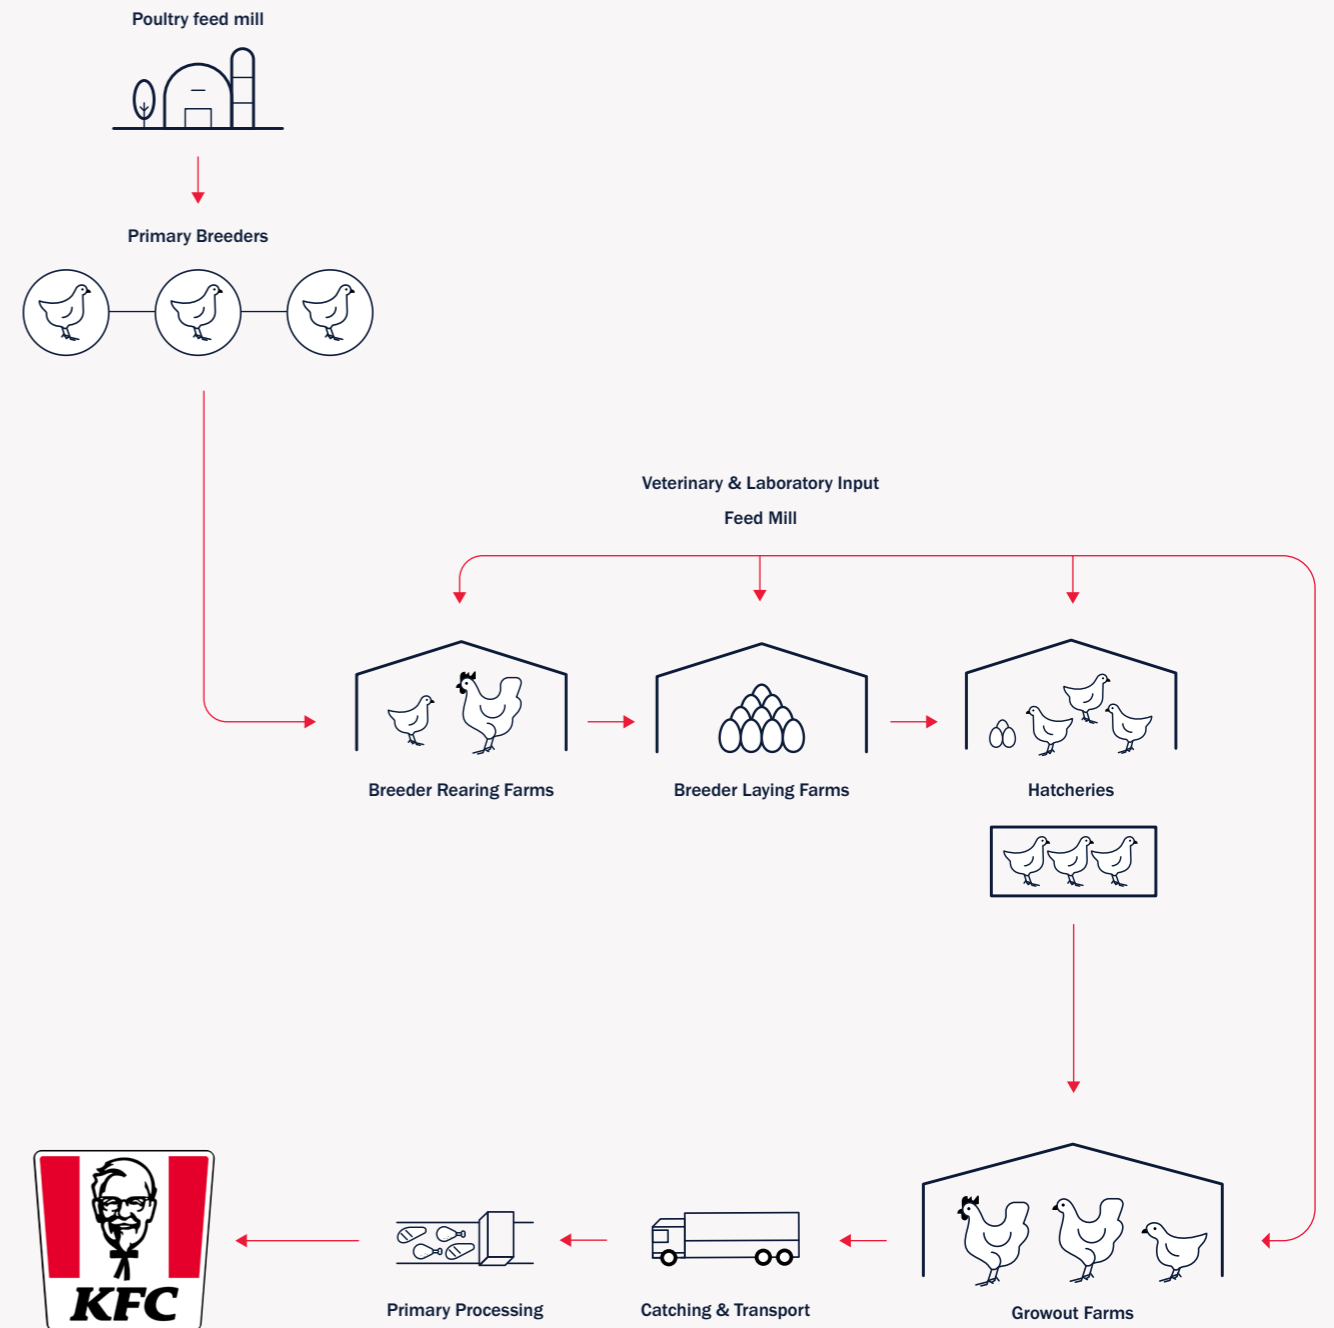 Poultry feed mill
Primary Breeders
Veterinary & Laboratory Input
Feed Mill
Breeder Rearing Farms
Breeder Laying Farms
Hatcheries
KFC
Primary Processing
Catching & Transport
Growout Farms